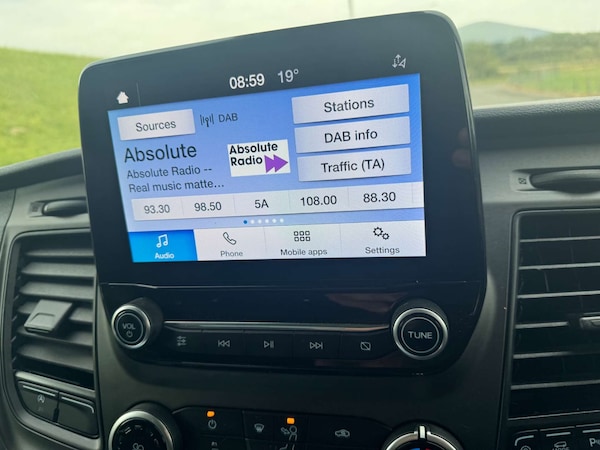 08:59 19°
Sources
DAB
Stations
Absolute
Absolute Radio
DAB info
Absolute Radio --
Real music matte...
Traffic (TA)
93.30 98.50 5A 108.00 88.30
Audio Phone Mobile apps Settings
VOL
TUNE